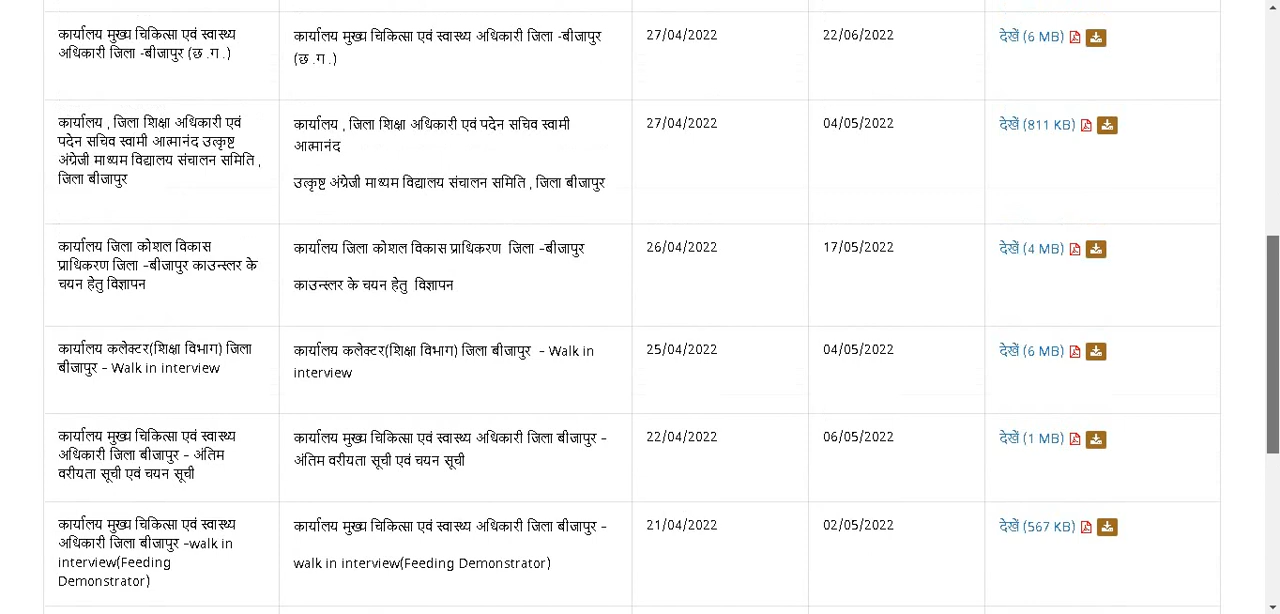 कार्यालय मुख्य चिकित्सा एवं स्वास्थ्य
अधिकारी जिला -बीजापुर (छ .ग .)
कार्यालय मुख्य चिकित्सा एवं स्वास्थ्य अधिकारी जिला -बीजापुर
(छ .ग .)
27/04/2022
22/06/2022
देखें (6 MB)
कार्यालय , जिला शिक्षा अधिकारी एवं
पदेन सचिव स्वामी आत्मानंद उत्कृष्ट
अंग्रेजी माध्यम विद्यालय संचालन समिति ,
जिला बीजापुर
कार्यालय , जिला शिक्षा अधिकारी एवं पदेन सचिव स्वामी
आत्मानंद
उत्कृष्ट अंग्रेजी माध्यम विद्यालय संचालन समिति , जिला बीजापुर
27/04/2022
04/05/2022
देखें (811 KB)
कार्यालय जिला कोशल विकास
प्राधिकरण जिला –बीजापुर काउन्स्लर के
चयन हेतु विज्ञापन
कार्यालय जिला कोशल विकास प्राधिकरण जिला –बीजापुर
काउन्स्लर के चयन हेतु विज्ञापन
26/04/2022
17/05/2022
देखें (4 MB)
कार्यालय कलेक्टर(शिक्षा विभाग) जिला
बीजापुर – Walk in interview
कार्यालय कलेक्टर(शिक्षा विभाग) जिला बीजापुर – Walk in
interview
25/04/2022
04/05/2022
देखें (6 MB)
कार्यालय मुख्य चिकित्सा एवं स्वास्थ्य
अधिकारी जिला बीजापुर – अंतिम
वरीयता सूची एवं चयन सूची
कार्यालय मुख्य चिकित्सा एवं स्वास्थ्य अधिकारी जिला बीजापुर –
अंतिम वरीयता सूची एवं चयन सूची
22/04/2022
06/05/2022
देखें (1 MB)
कार्यालय मुख्य चिकित्सा एवं स्वास्थ्य
अधिकारी जिला बीजापुर –walk in
interview(Feeding
Demonstrator)
कार्यालय मुख्य चिकित्सा एवं स्वास्थ्य अधिकारी जिला बीजापुर –
walk in interview(Feeding Demonstrator)
21/04/2022
02/05/2022
देखें (567 KB)